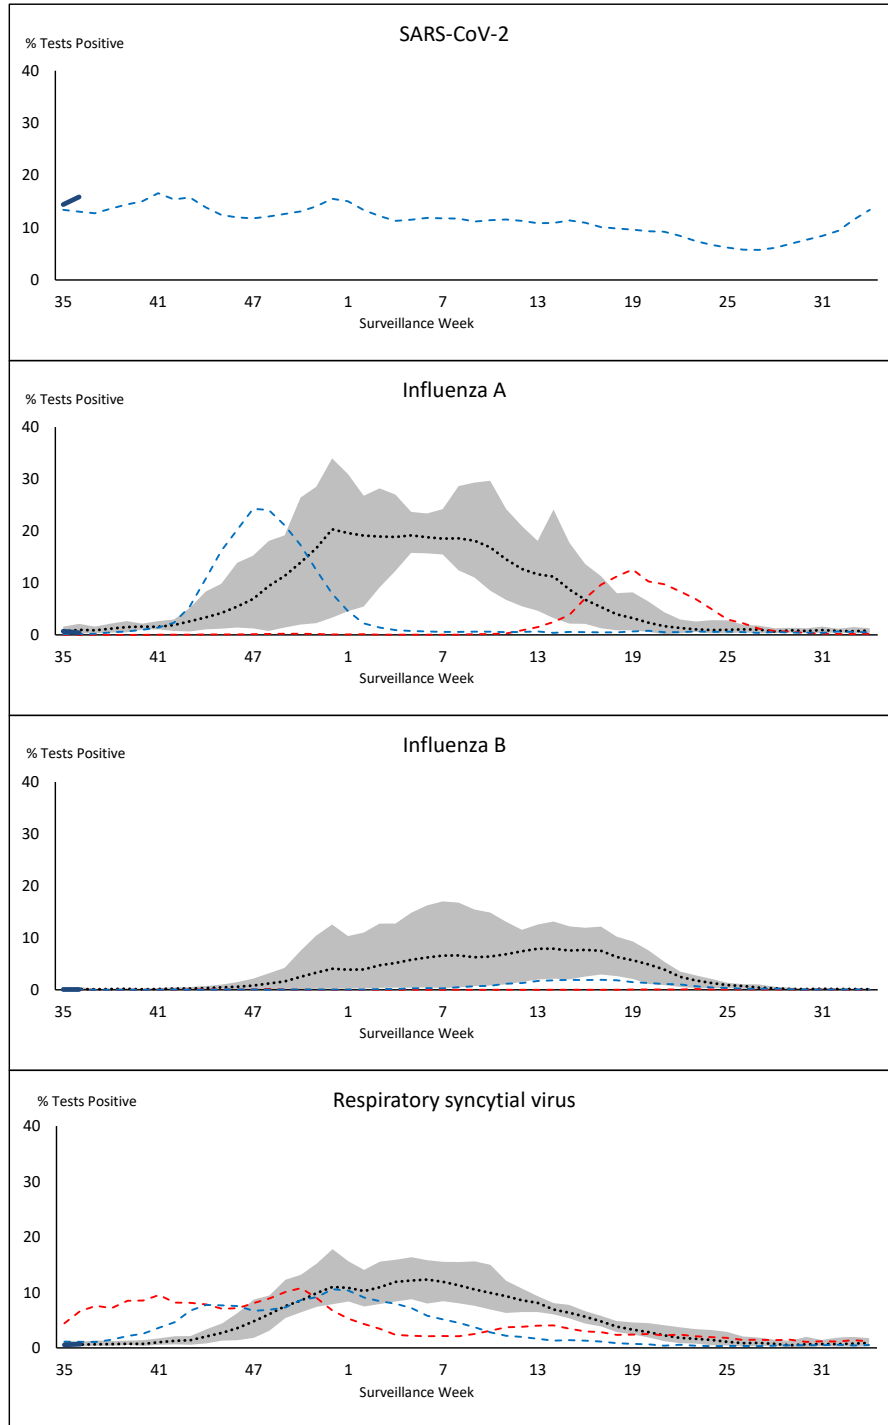 SARS-CoV-2
% Tests Positive
40
30
20
10
0
35 41 47 1 7 13 19 25 31
Surveillance Week
Influenza A
% Tests Positive
40
30
20
10
0
35 41 47 1 7 13 19 25 31
Surveillance Week
Influenza B
% Tests Positive
40
30
20
10
0
35 41 47 1 7 13 19 25 31
Surveillance Week
Respiratory syncytial virus
% Tests Positive
40
30
20
10
0
35 41 47 1 7 13 19 25 31
Surveillance Week